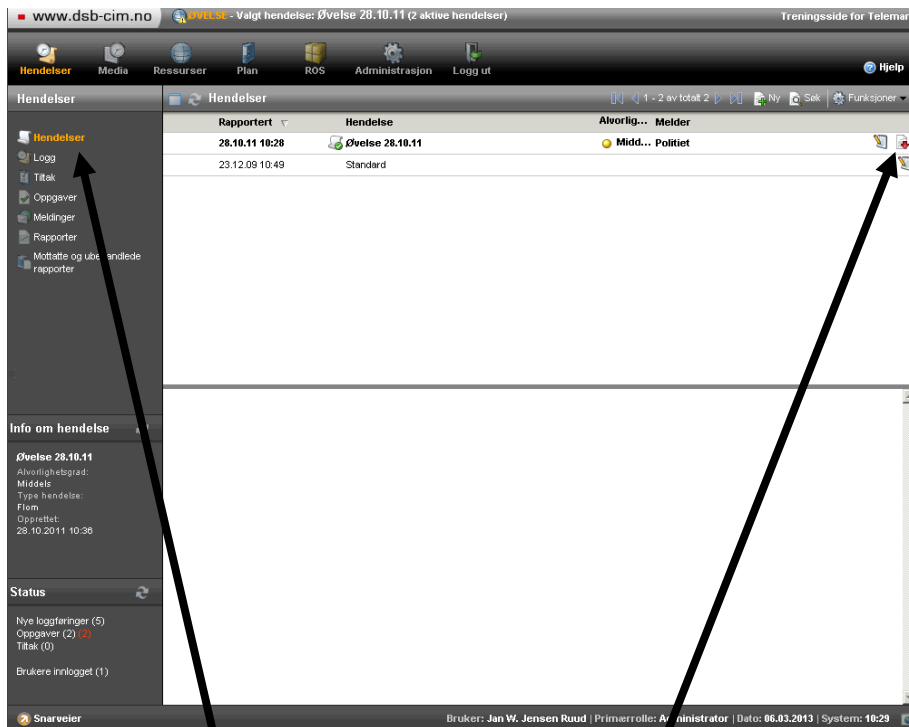 www.dsb-cim.no ØVELSE - Valgt hendelse: Øvelse 28.10.11 (2 aktive hendelser) Treningsside for Telemar
Hendelser Media Ressurser Plan ROS Administrasjon Logg ut Hjelp
Hendelser
Hendelser 1 - 2 av totalt 2 Ny Søk Funksjoner
Rapportert Hendelse Alvorlig... Melder
28.10.11 10:28 Øvelse 28.10.11 Midd... Politiet
23.12.09 10:49 Standard
Hendelser
Logg
Tiltak
Oppgaver
Meldinger
Rapporter
Mottatte og ubehandlede
rapporter
Info om hendelse
Øvelse 28.10.11
Alvorlighetsgrad:
Middels
Type hendelse:
Flom
Opprettet:
28.10.2011 10:36
Status
Nye loggføringer (5)
Oppgaver (2) (2)
Tiltak (0)
Brukere innlogget (1)
Snarveier Bruker: Jan W. Jensen Ruud | Primærrolle: Administrator | Dato: 06.03.2013 | System: 10:29